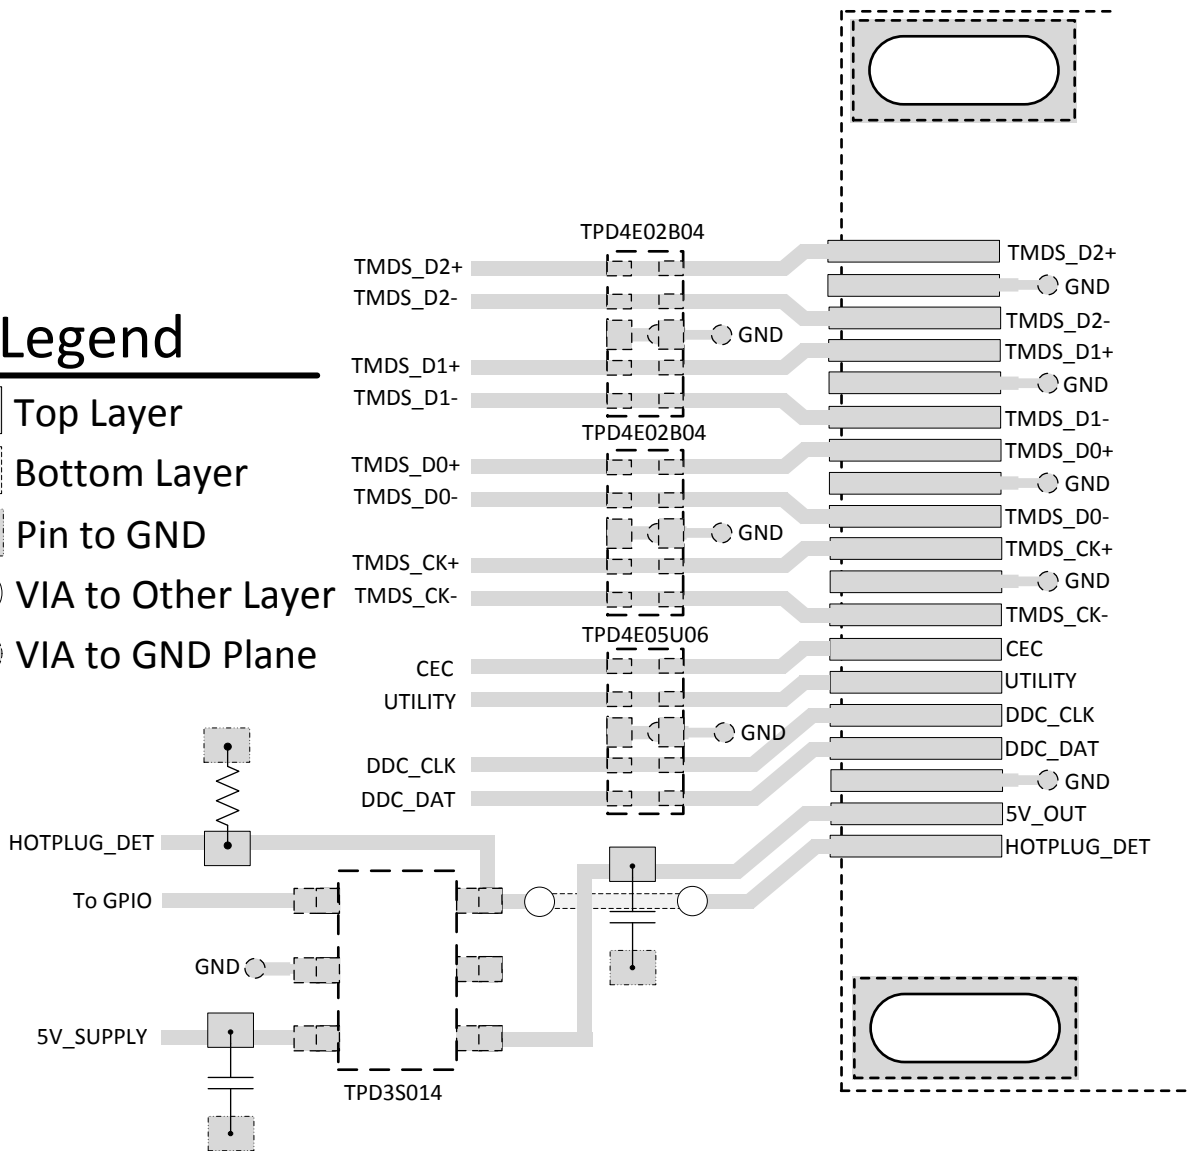 TPD4E02B04
TMDS_D2+
TMDS_D2-
GND
TMDS_D1+
TMDS_D1-
TPD4E02B04
TMDS_D0+
TMDS_D0-
GND
TMDS_CK+
TMDS_CK-
TPD4E05U06
CEC
UTILITY
GND
DDC_CLK
DDC_DAT
TMDS_D2+
GND
TMDS_D2-
TMDS_D1+
GND
TMDS_D1-
TMDS_D0+
GND
TMDS_D0-
TMDS_CK+
GND
TMDS_CK-
CEC
UTILITY
DDC_CLK
DDC_DAT
GND
5V_OUT
HOTPLUG_DET
Legend
Top Layer
Bottom Layer
Pin to GND
VIA to Other Layer
VIA to GND Plane
HOTPLUG_DET
To GPIO
GND
5V_SUPPLY
TPD3S014